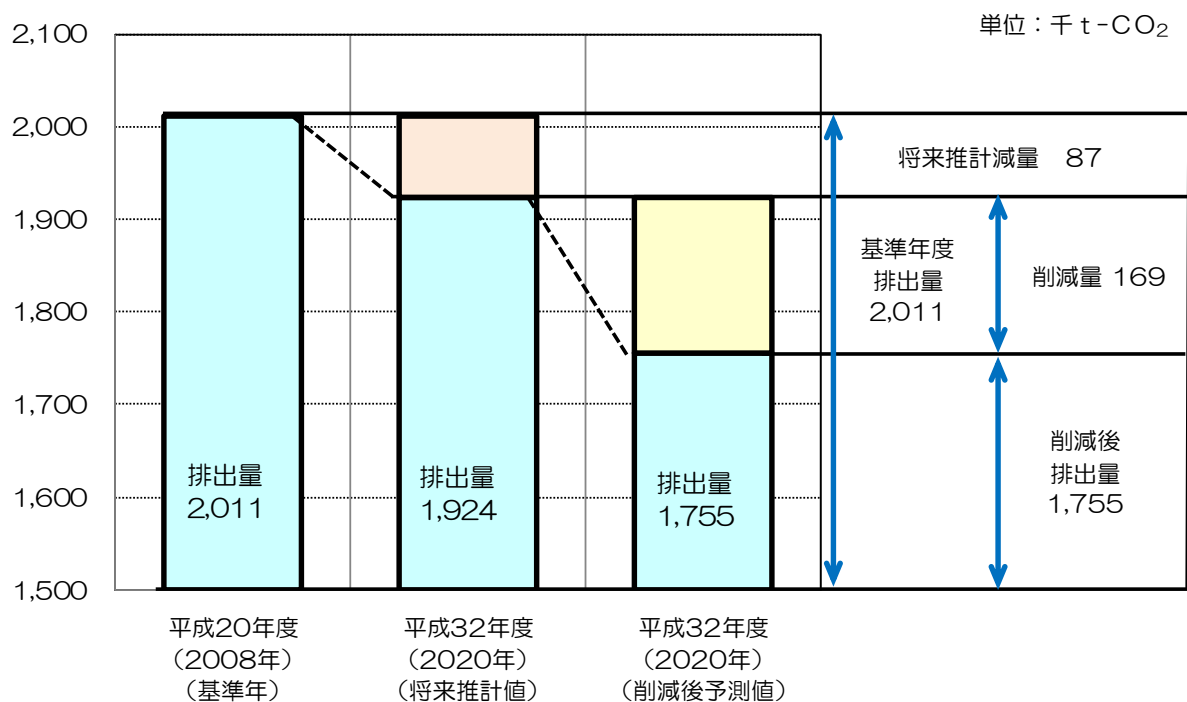 単位：千ｔ-CO₂
2,100
2,000
1,900
1,800
1,700
1,600
1,500
排出量
2,011
排出量
1,924
排出量
1,755
将来推計減量　87
基準年度
排出量
2,011
削減量 169
削減後
排出量
1,755
平成20年度
（2008年）
（基準年）
平成32年度
（2020年）
（将来推計値）
平成32年度
（2020年）
（削減後予測値）